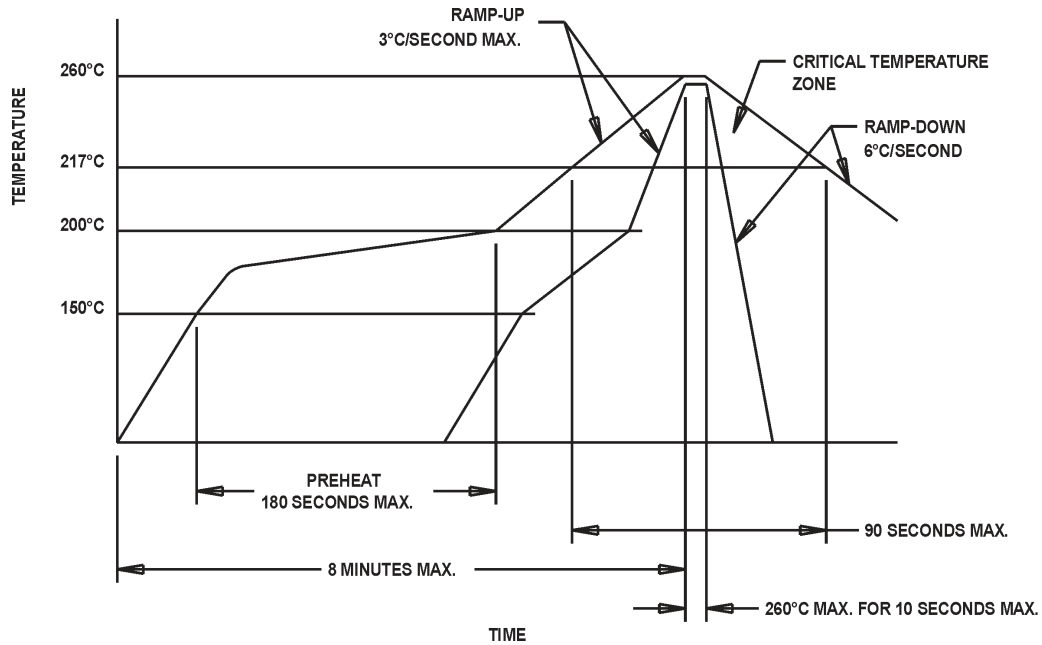 RAMP-UP
3°C/SECOND MAX.
260°C
CRITICAL TEMPERATURE
ZONE
TEMPERATURE
RAMP-DOWN
6°C/SECOND
217°C
200°C
150°C
PREHEAT
180 SECONDS MAX.
90 SECONDS MAX.
8 MINUTES MAX.
260°C MAX. FOR 10 SECONDS MAX.
TIME